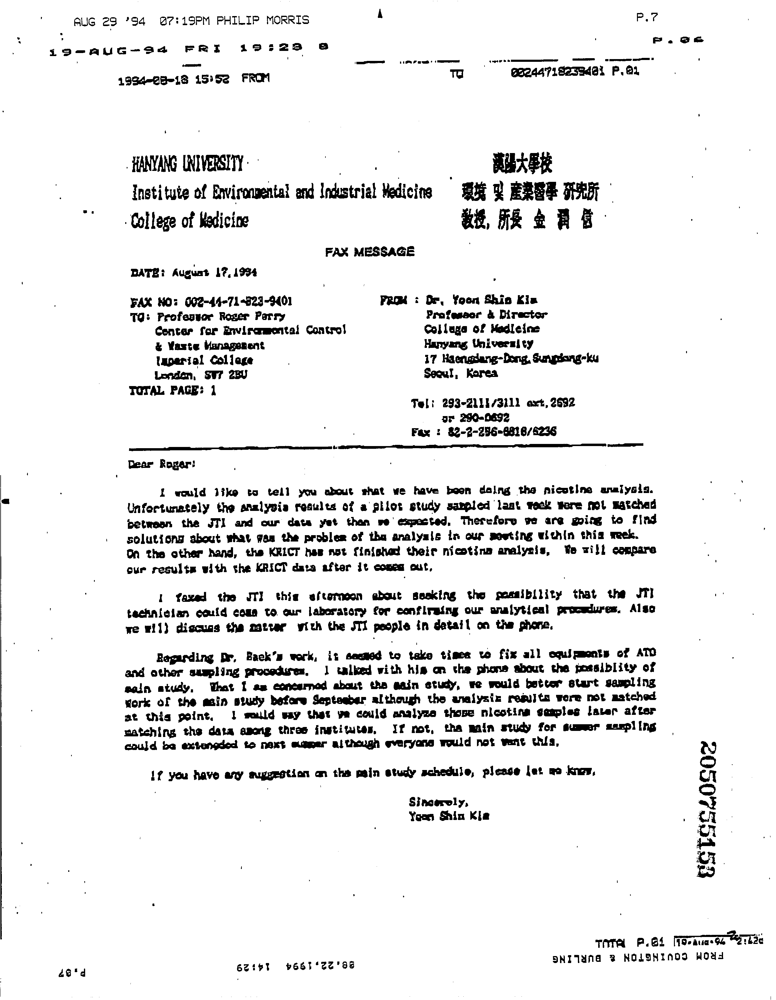 AUG 29 '94 07:19PM PHILIP MORRIS P.7
19-AUG-94 FRI 19:29 P.06
1994-08-18 15:52 FROM TO 00244718239401 P.01
HANYANG UNIVERSITY 漢陽大學校
Institute of Environmental and Industrial Medicine 環境 및 産業醫學 研究所
College of Medicine 教授, 所長 金 潤 信
FAX MESSAGE
DATE: August 17, 1994
FAX NO: 002-44-71-823-9401
TO: Professor Roger Perry
Center for Environmental Control
& Waste Management
Imperial College
London, SW7 2BU
TOTAL PAGE: 1
FROM : Dr. Yoon Shin Kim
Professor & Director
College of Medicine
Hanyang University
17 Haengdang-Dong, Sungdong-ku
Seoul, Korea
Tel: 293-2111/3111 ext, 2692
or 290-0692
Fax : 82-2-296-6816/6236
Dear Roger:
I would like to tell you about what we have been doing the nicotine analysis.
Unfortunately the analysis results of a pilot study sampled last week were not matched
between the JTI and our data yet than we expected. Therefore we are going to find
solutions about what was the problem of the analysis in our meeting within this week.
On the other hand, the KRICT has not finished their nicotine analysis. We will compare
our results with the KRICT data after it comes out.
I faxed the JTI this afternoon about seeking the possibility that the JTI
technician could come to our laboratory for confirming our analytical procedures. Also
we will discuss the matter with the JTI people in detail on the phone.
Regarding Dr. Baek's work, it seemed to take times to fix all equipments of ATD
and other sampling procedures. I talked with him on the phone about the possiblity of
main study. What I am concerned about the main study, we would better start sampling
work of the main study before September although the analysis results were not matched
at this point. I would say that we could analyze those nicotine samples later after
matching the data among three institutes. If not, the main study for summer sampling
could be extended to next summer although everyone would not want this.
If you have any suggestion on the main study schedule, please let me know.
Sincerely,
Yoon Shin Kim
2050755153
TOTAL P.01 19-AUG-94
FROM COVINGTON & BURLING
08.22.1994 14:29 P.07